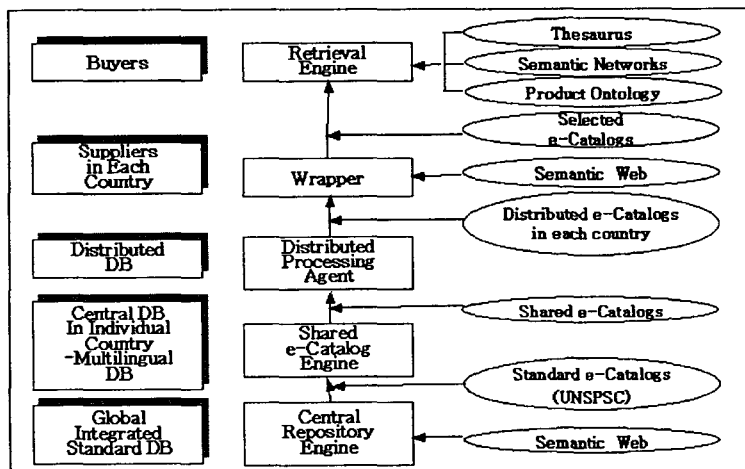 Buyers
Retrieval
Engine
Thesaurus
Semantic Networks
Product Ontology
Selected
e-Catalogs
Suppliers
in Each
Country
Wrapper
Semantic Web
Distributed e-Catalogs
in each country
Distributed
DB
Distributed
Processing
Agent
Central DB
In Individual
Country
-Multilingual
DB
Shared
e-Catalog
Engine
Shared e-Catalogs
Standard e-Catalogs
(UNSPSC)
Global
Integrated
Standard DB
Central
Repository
Engine
Semantic Web